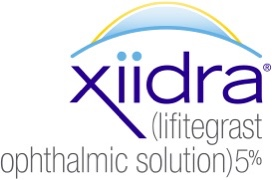 xiidra®
(lifitegrast
ophthalmic solution)5%